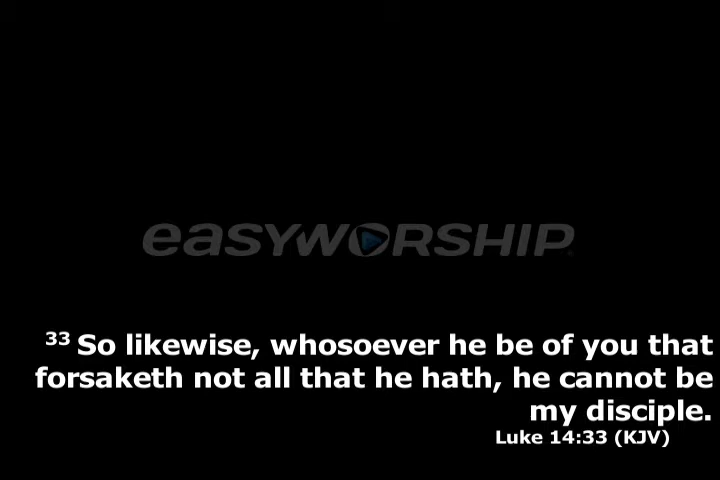 easyworship
33 So likewise, whosoever he be of you that
forsaketh not all that he hath, he cannot be
my disciple.
Luke 14:33 (KJV)